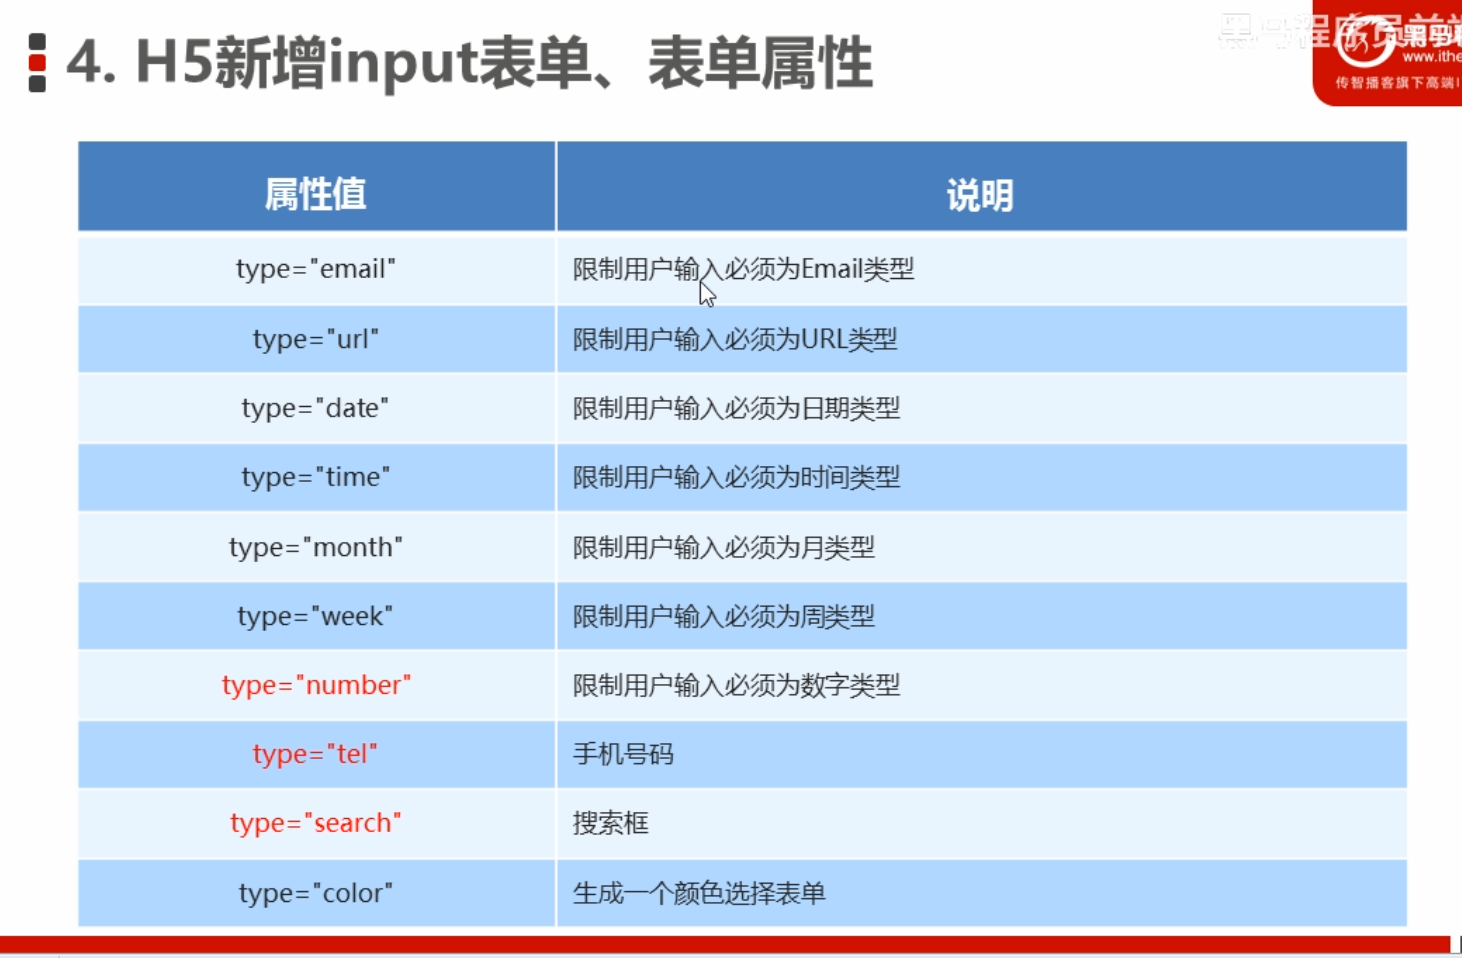 4. H5新增input表单、表单属性
黑马程序员前端
www.ithe
传智播客旗下高端I
属性值 说明
type="email" 限制用户输入必须为Email类型
type="url" 限制用户输入必须为URL类型
type="date" 限制用户输入必须为日期类型
type="time" 限制用户输入必须为时间类型
type="month" 限制用户输入必须为月类型
type="week" 限制用户输入必须为周类型
type="number" 限制用户输入必须为数字类型
type="tel" 手机号码
type="search" 搜索框
type="color" 生成一个颜色选择表单